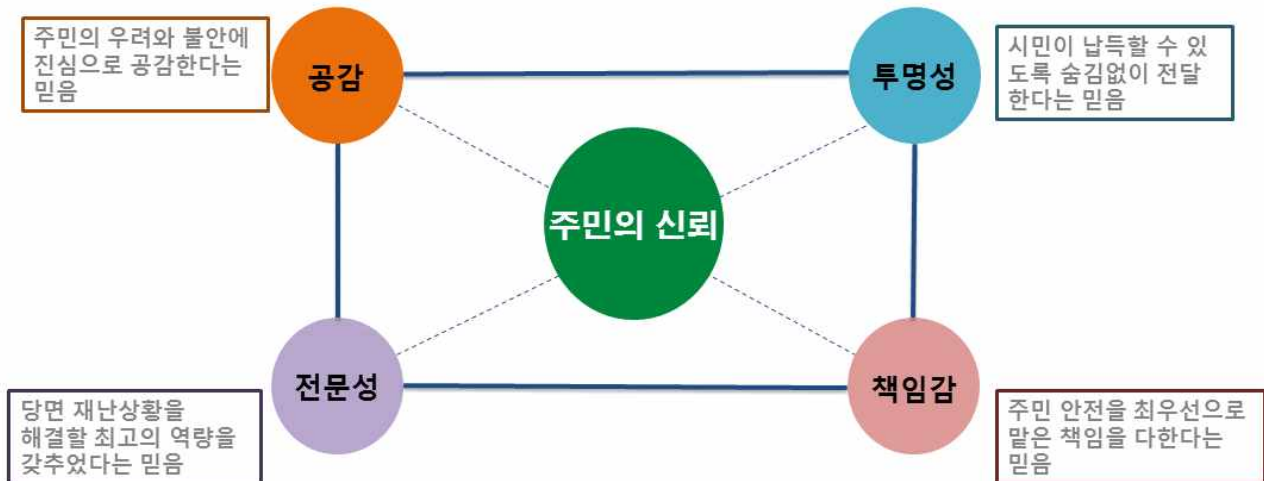 주민의 우려와 불안에
진심으로 공감한다는
믿음
공감
투명성
시민이 납득할 수 있
도록 숨김없이 전달
한다는 믿음
주민의 신뢰
당면 재난상황을
해결할 최고의 역량을
갖추었다는 믿음
전문성
책임감
주민 안전을 최우선으로
맡은 책임을 다한다는
믿음